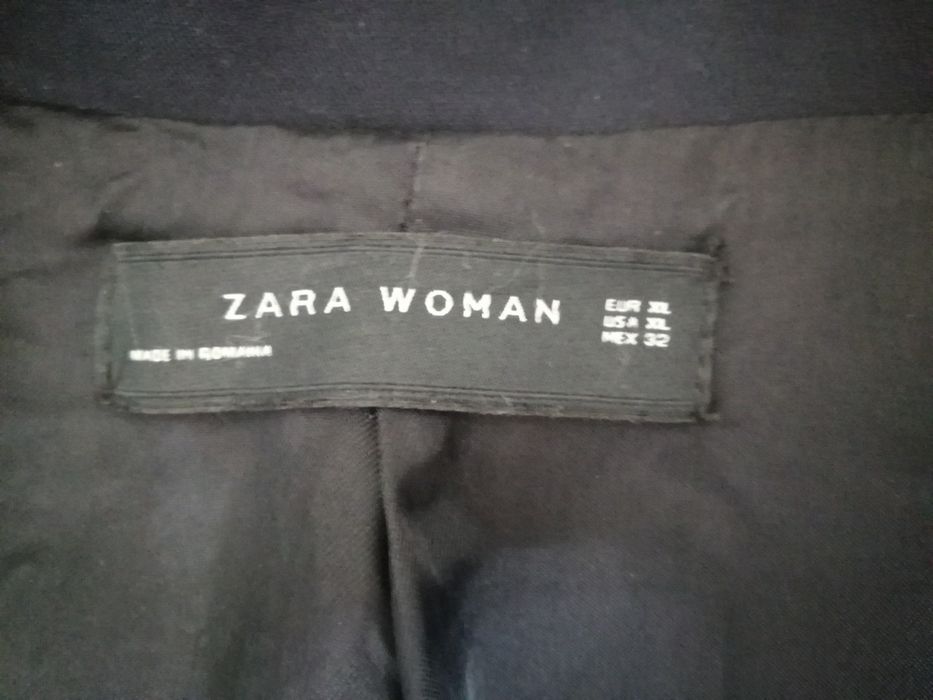 ZARA WOMAN
EUR XL
USA XL
MEX 32
MADE IN ROMANIA